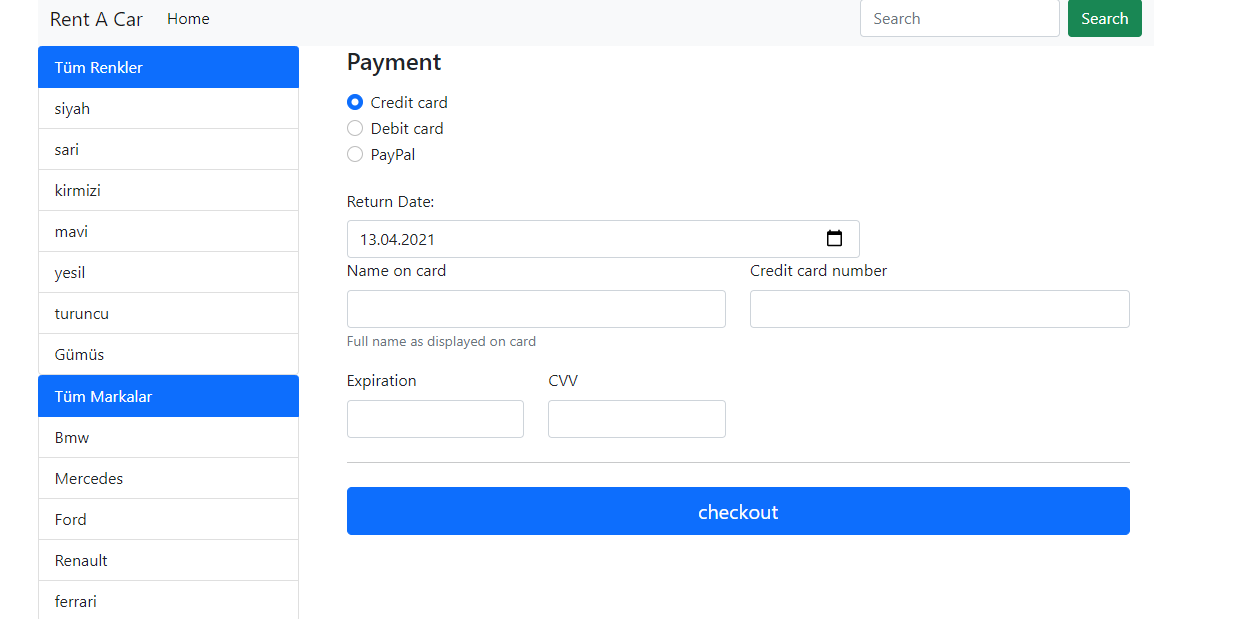 Rent A Car Home Search Search
Tüm Renkler
siyah
sari
kirmizi
mavi
yesil
turuncu
Gümüs
Tüm Markalar
Bmw
Mercedes
Ford
Renault
ferrari
Payment
Credit card
Debit card
PayPal
Return Date:
13.04.2021
Name on card Credit card number
Full name as displayed on card
Expiration CVV
checkout